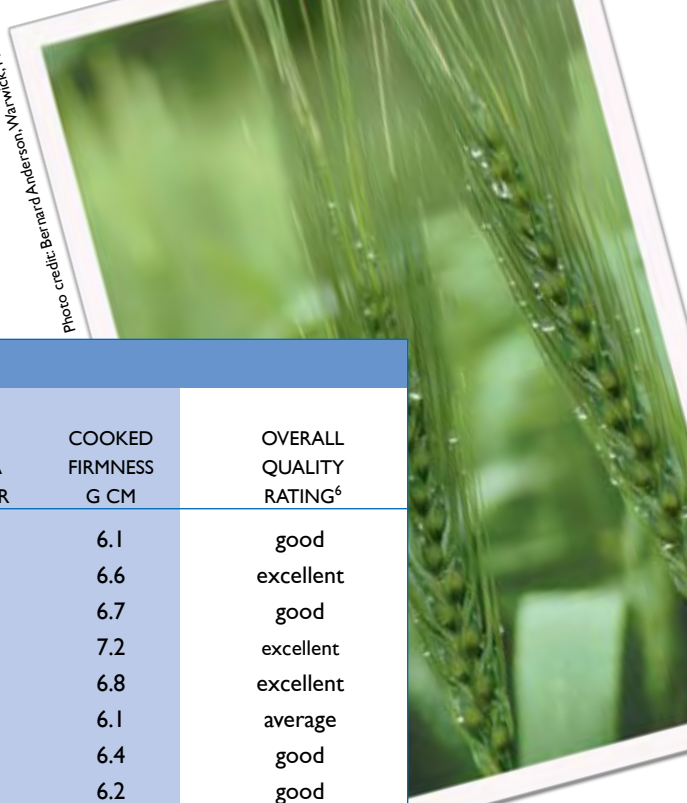 Photo credit: Bernard Anderson, Warwick,
COOKED
FIRMNESS
G CM
OVERALL
QUALITY
RATING⁶
R
6.1 good
6.6 excellent
6.7 good
7.2 excellent
6.8 excellent
6.1 average
6.4 good
6.2 good